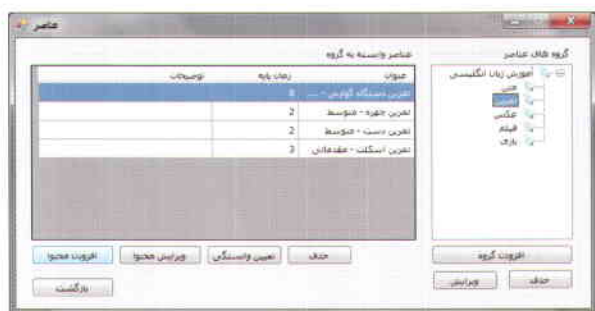 عناصر
گروه های عناصر
آموزش زبان انگلیسی
متن
تمرین
عکس
فیلم
بازی
افزودن گروه
حذف
ویرایش
عناصر وابسته به گروه
عنوان زمان پایه توضیحات
تمرین دستگاه گوارش - ... 8
تمرین چهره - متوسط 2
تمرین دست - متوسط 2
تمرین اسکلت - مقدماتی 3
حذف
تعیین وابستگی
ویرایش محتوا
افزودن محتوا
بازگشت